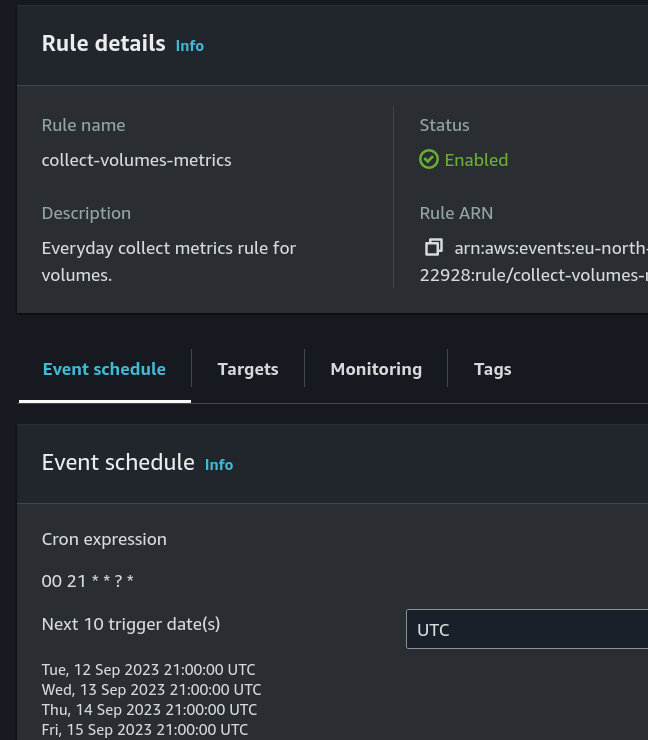 Rule details Info
Rule name
collect-volumes-metrics
Status
Enabled
Description
Everyday collect metrics rule for
volumes.
Rule ARN
arn:aws:events:eu-north-
22928:rule/collect-volumes-
Event schedule Targets Monitoring Tags
Event schedule Info
Cron expression
00 21 * * ? *
Next 10 trigger date(s)
UTC
Tue, 12 Sep 2023 21:00:00 UTC
Wed, 13 Sep 2023 21:00:00 UTC
Thu, 14 Sep 2023 21:00:00 UTC
Fri, 15 Sep 2023 21:00:00 UTC